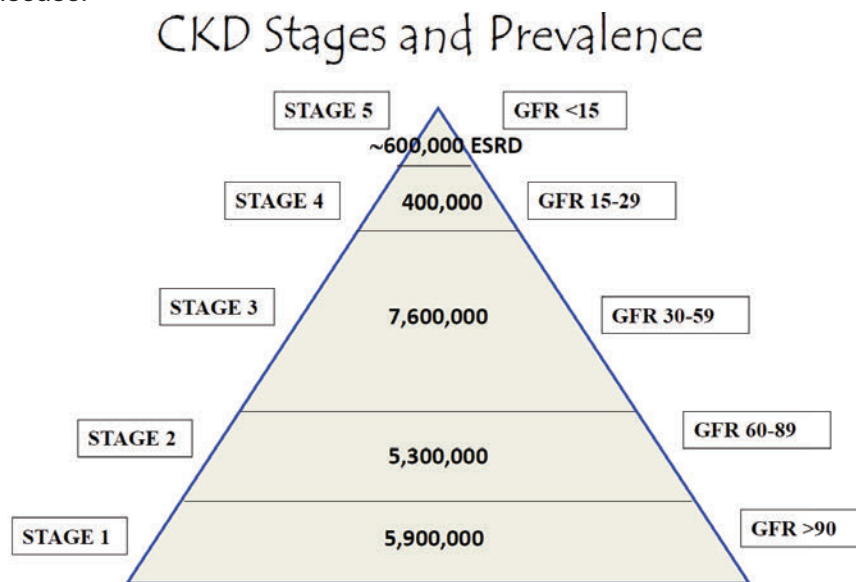 CKD Stages and Prevalence
STAGE 5
GFR <15
~600,000 ESRD
STAGE 4
400,000
GFR 15-29
STAGE 3
7,600,000
GFR 30-59
STAGE 2
5,300,000
GFR 60-89
STAGE 1
5,900,000
GFR >90